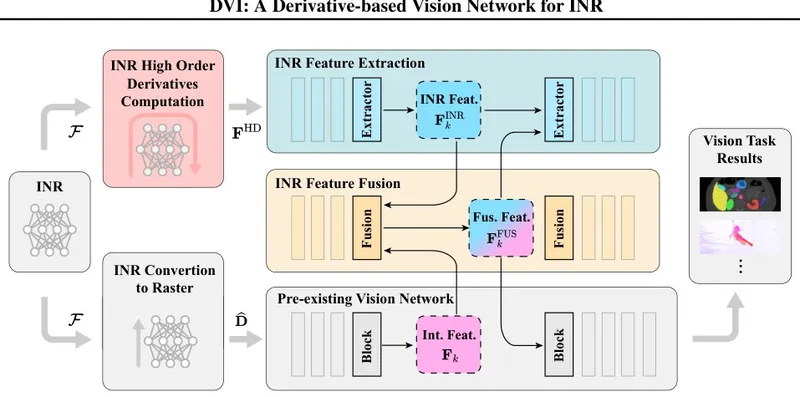 DVI: A Derivative-based Vision Network for INR
INR High Order
Derivatives
Computation
INR Feature Extraction
Extractor
INR Feat.
F_k^INR
Extractor
ℱ
F^HD
Vision Task
Results
⋮
INR
INR Feature Fusion
Fusion
Fus. Feat.
F_k^FUS
Fusion
INR Convertion
to Raster
ℱ
D̂
Pre-existing Vision Network
Block
Int. Feat.
F_k
Block